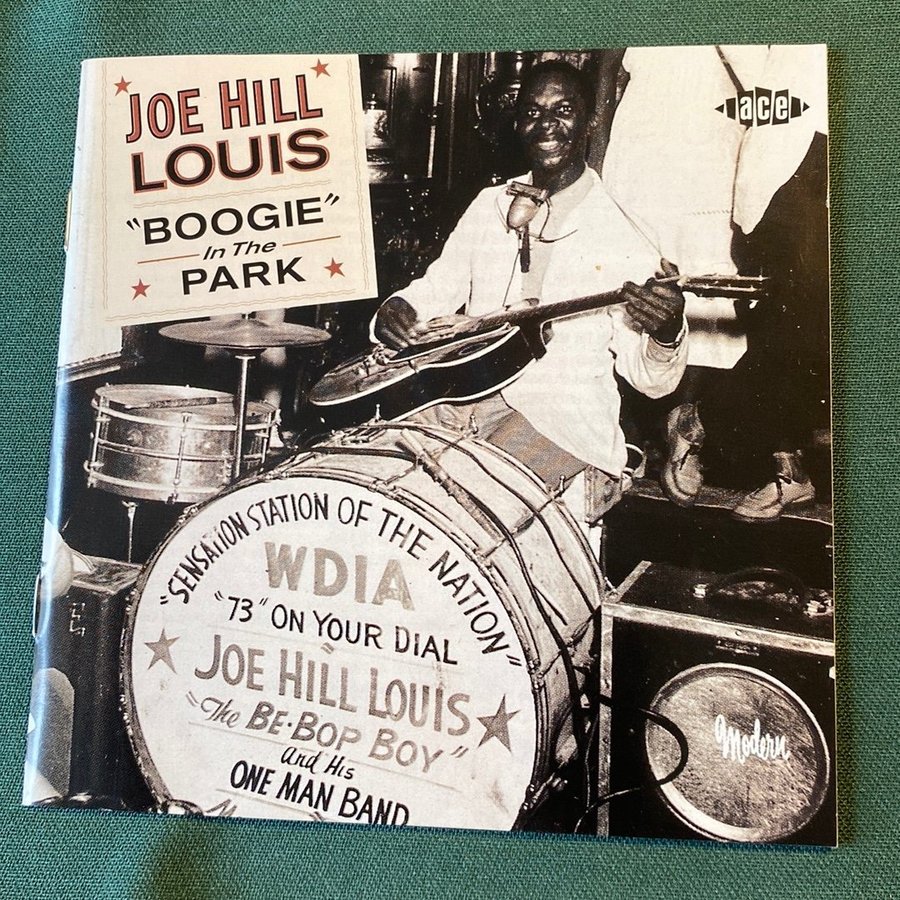 JOE HILL
LOUIS
"BOOGIE"
In The
PARK
ace
"SENSATION STATION OF THE NATION"
WDIA
"73" ON YOUR DIAL
JOE HILL LOUIS
"The BE-BOP BOY"
And His
ONE MAN BAND
Modern
E